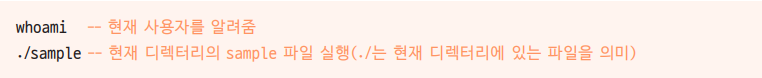 whoami -- 현재 사용자를 알려줌
./sample -- 현재 디렉터리의 sample 파일 실행(./는 현재 디렉터리에 있는 파일을 의미)